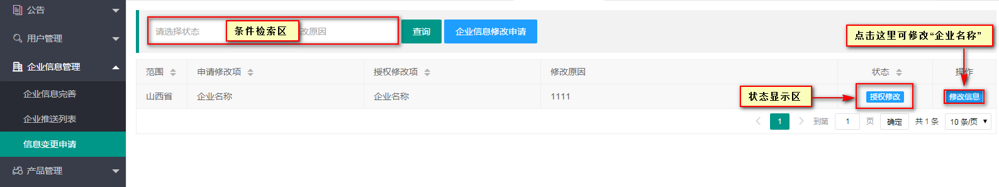 公告
用户管理
企业信息管理
企业信息完善
企业推送列表
信息变更申请
产品管理
请选择状态 条件检索区 改原因 查询 企业信息修改申请
点击这里可修改“企业名称”
范围 申请修改项 授权修改项 修改原因 状态 操作
山西省 企业名称 企业名称 1111 状态显示区 授权修改 修改信息
1 到第 1 页 确定 共 1 条 10 条/页